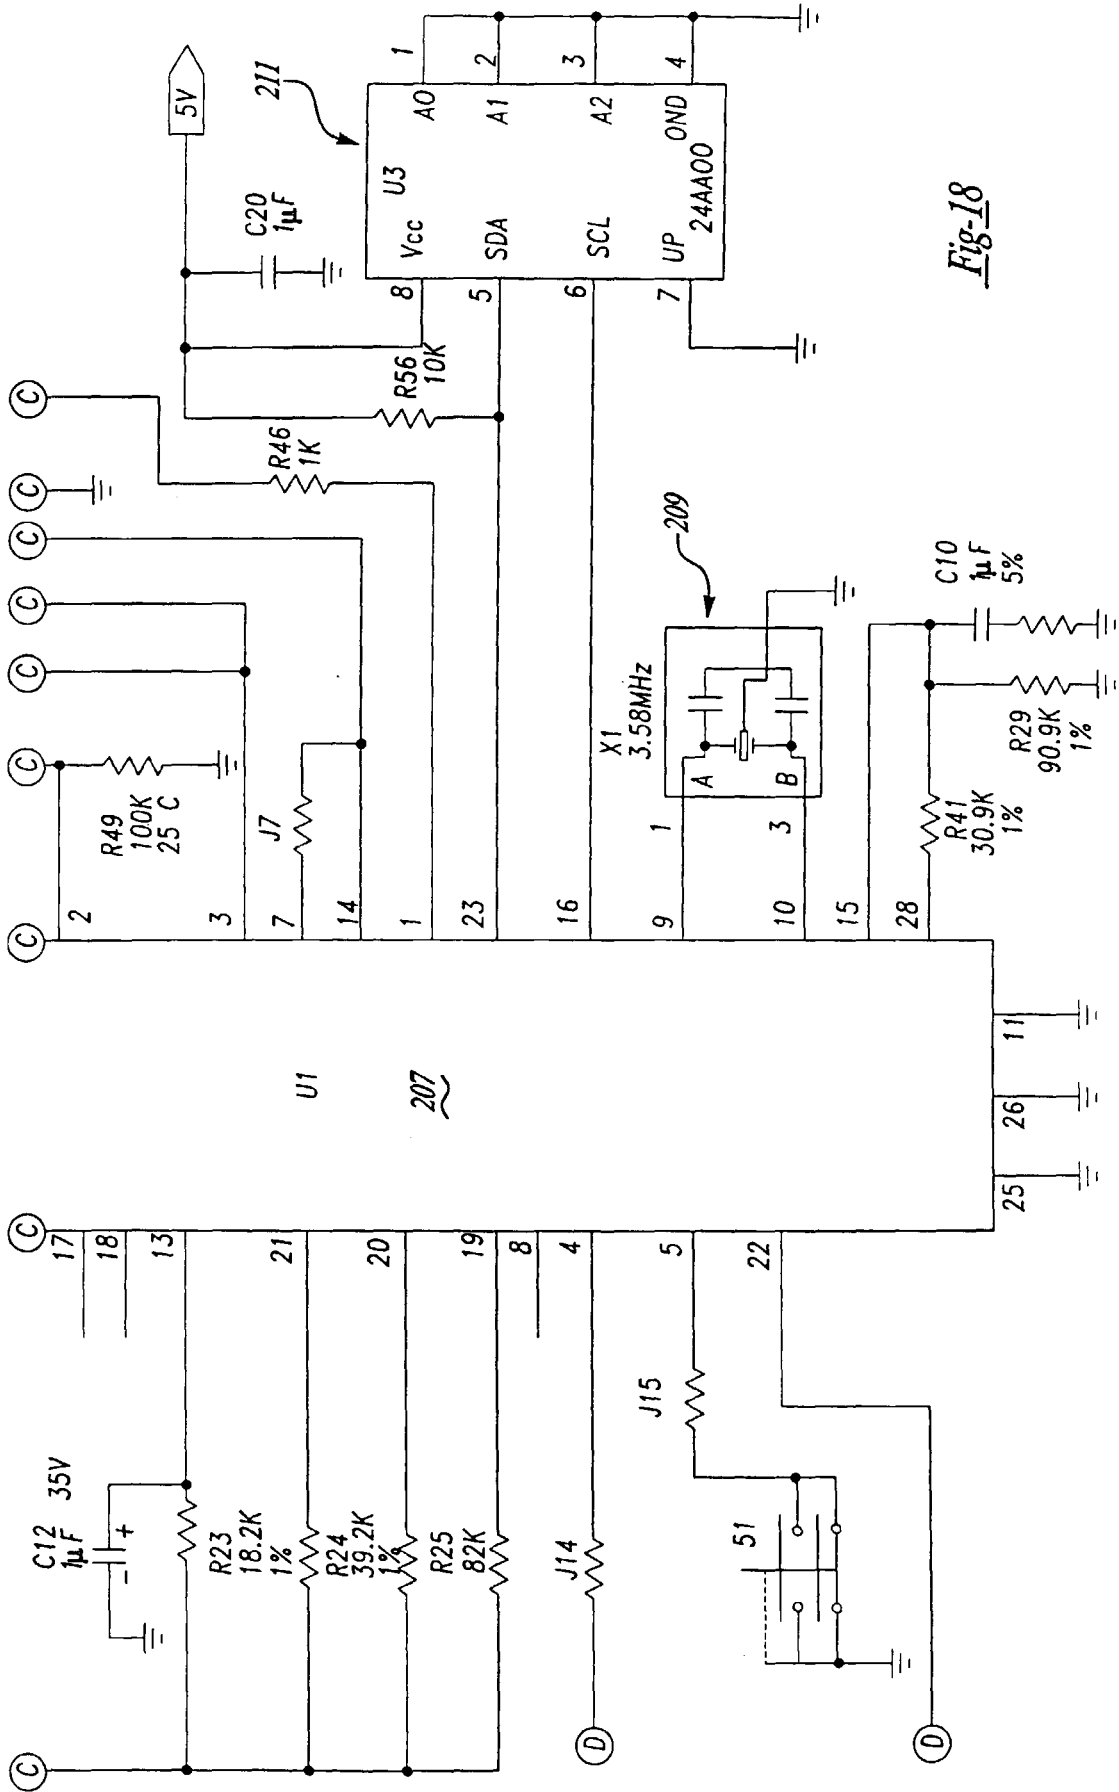 C
C
C
C
C
C
C
C
C
5V
C20
1µF
211
U3
Vcc
A0
SDA
A1
SCL
A2
UP
OND
24AA00
8
5
6
7
1
2
3
4
R56
10K
R46
1K
R49
100K
25 C
J7
2
3
7
14
1
23
16
9
10
15
28
X1
3.58MHz
209
A
B
1
3
C10
1µF
5%
R29
90.9K
1%
R41
30.9K
1%
U1
207
25
26
11
17
18
13
21
20
19
8
4
5
22
C12
1µF
35V
+
-
R23
18.2K
1%
R24
39.2K
1%
R25
82K
J14
J15
51
D
D
Fig-18